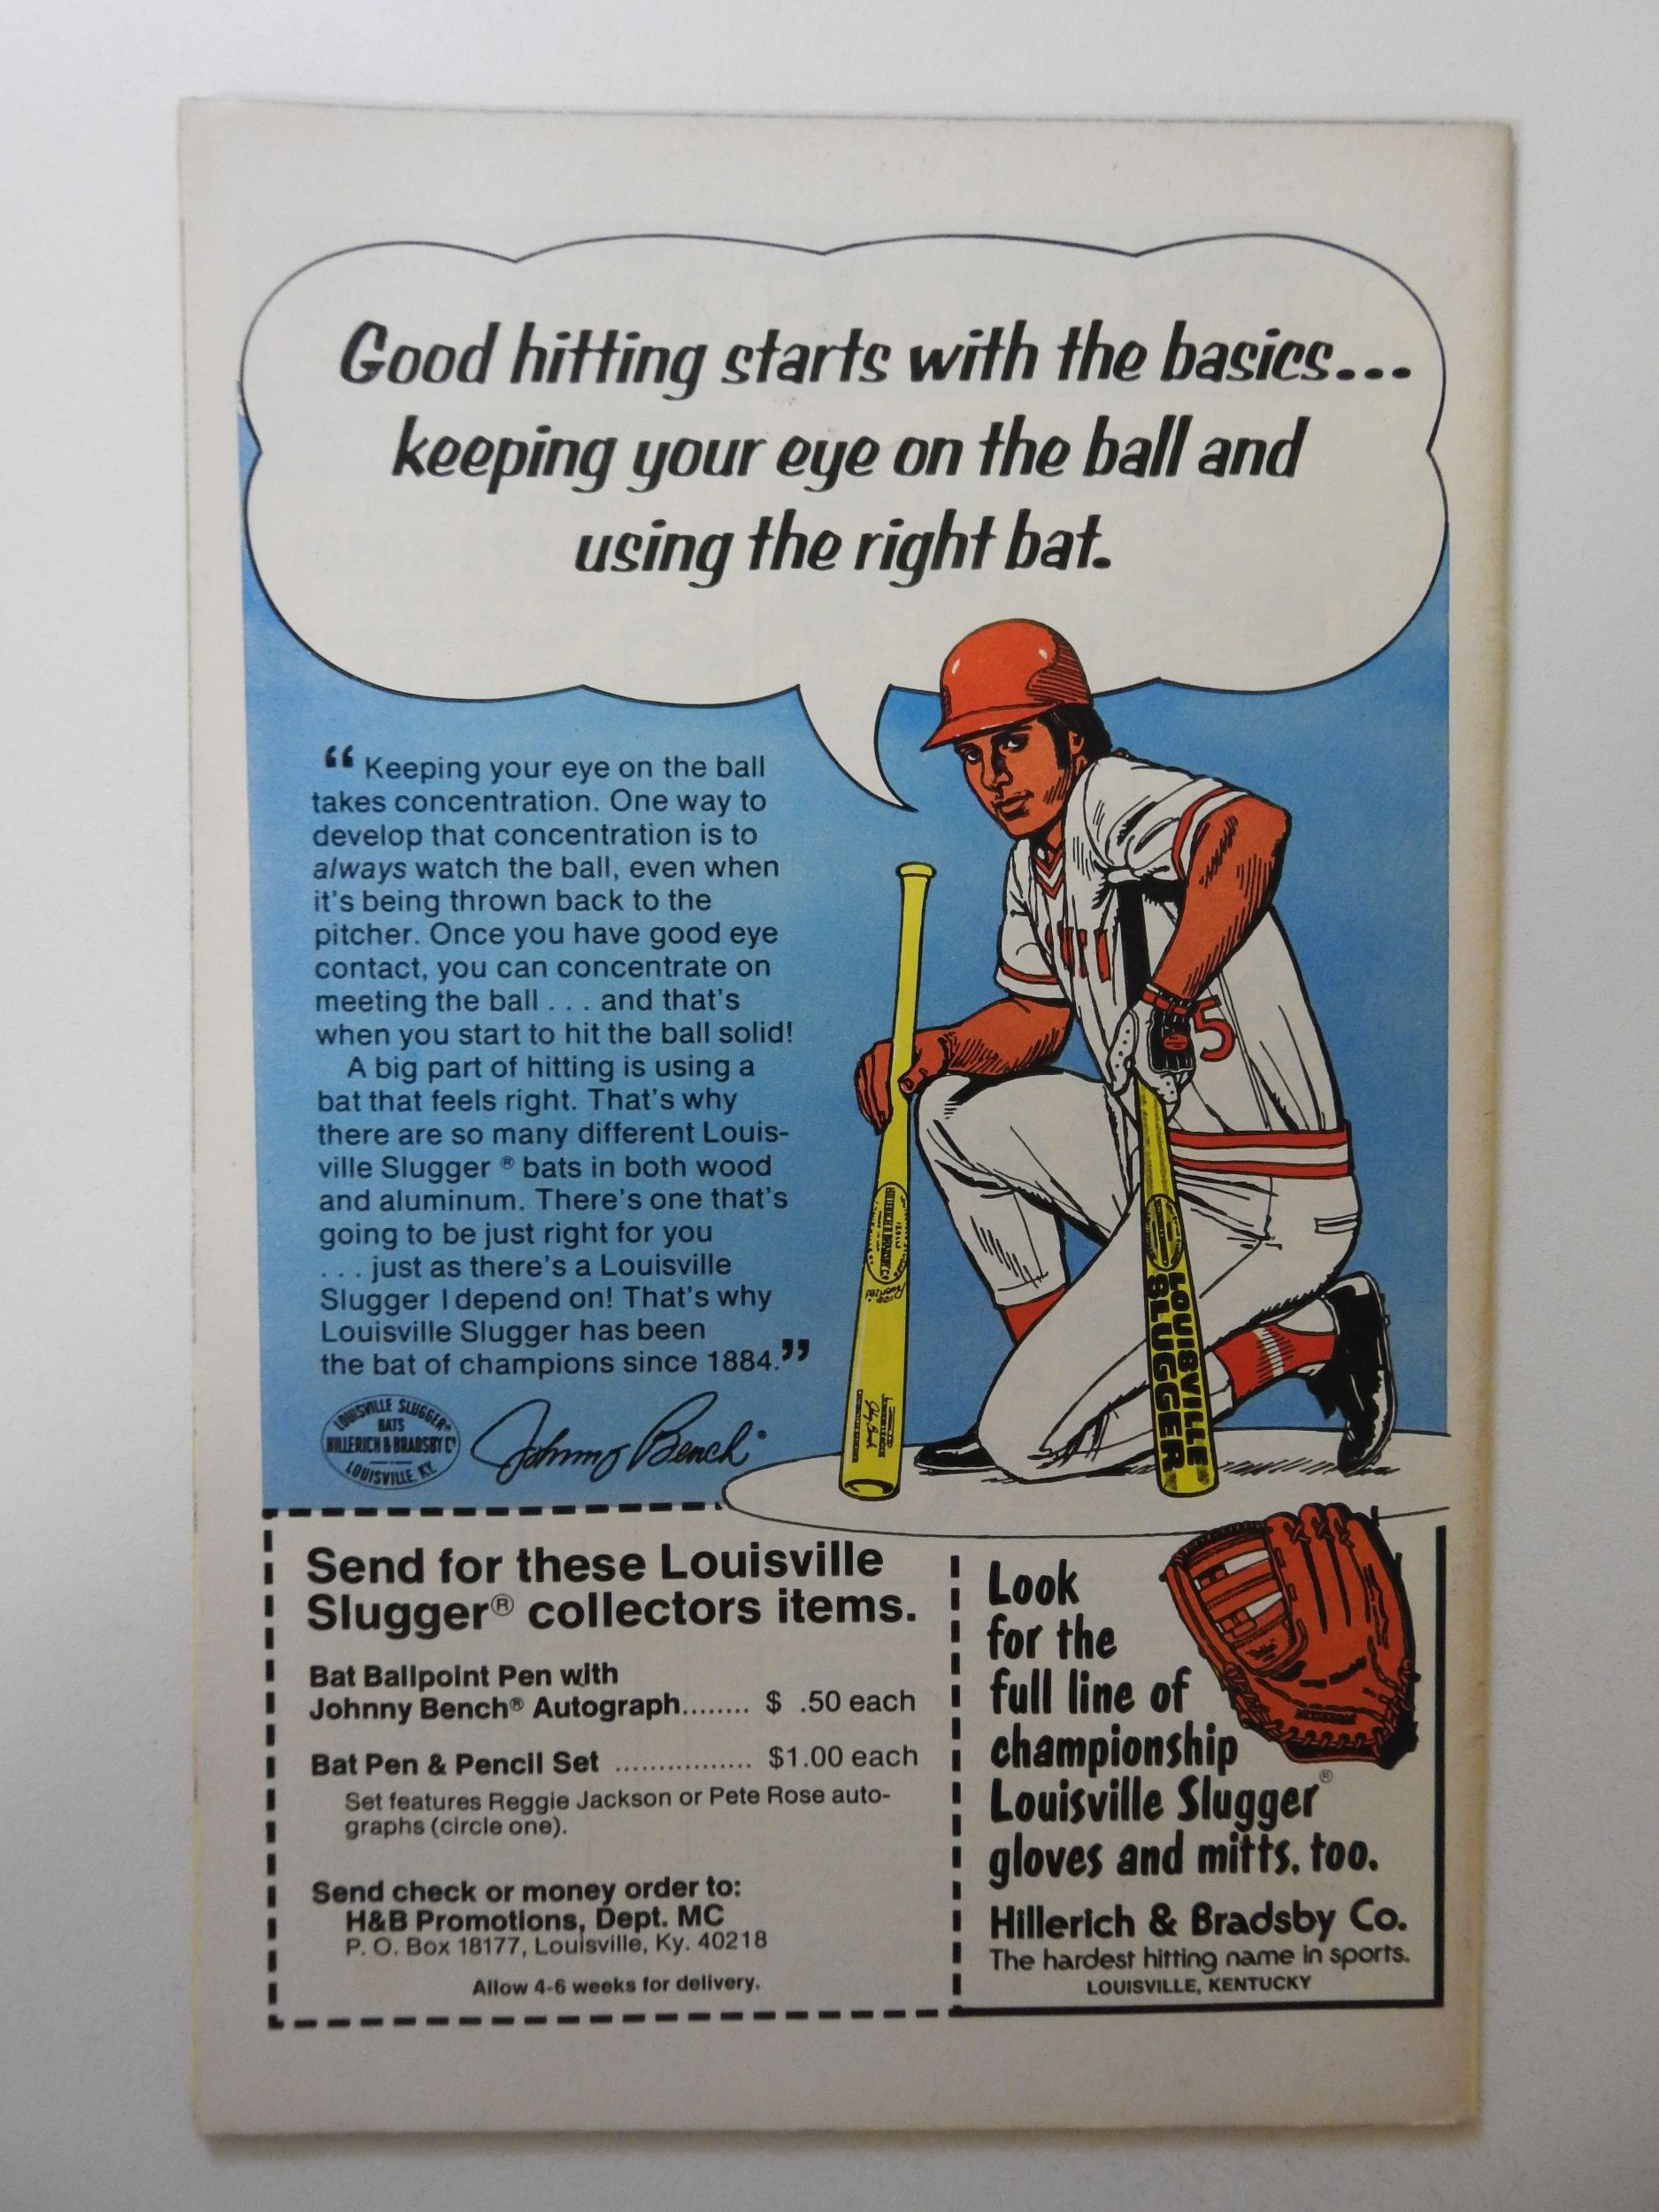 Good hitting starts with the basics...
keeping your eye on the ball and
using the right bat.
“ Keeping your eye on the ball
takes concentration. One way to
develop that concentration is to
always watch the ball, even when
it's being thrown back to the
pitcher. Once you have good eye
contact, you can concentrate on
meeting the ball . . . and that's
when you start to hit the ball solid!
A big part of hitting is using a
bat that feels right. That's why
there are so many different Louis-
ville Slugger ® bats in both wood
and aluminum. There's one that's
going to be just right for you
. . . just as there's a Louisville
Slugger I depend on! That's why
Louisville Slugger has been
the bat of champions since 1884.”
LOUISVILLE SLUGGER®
BATS
HILLERICH & BRADSBY Cº
LOUISVILLE, KY.
Johnny Bench
5
HILLERICH & BRADSBY Cº
LOUISVILLE
SLUGGER
Send for these Louisville
Slugger® collectors items.
Bat Ballpoint Pen with
Johnny Bench® Autograph........ $ .50 each
Bat Pen & Pencil Set ................ $1.00 each
Set features Reggie Jackson or Pete Rose auto-
graphs (circle one).
Send check or money order to:
H&B Promotions, Dept. MC
P. O. Box 18177, Louisville, Ky. 40218
Allow 4-6 weeks for delivery.
Look
for the
full line of
championship
Louisville Slugger®
gloves and mitts, too.
Hillerich & Bradsby Co.
The hardest hitting name in sports.
LOUISVILLE, KENTUCKY